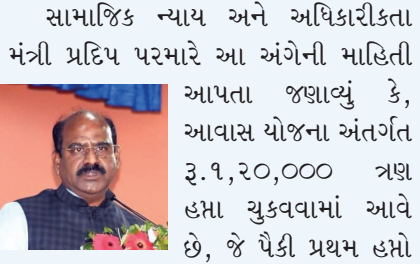 સામાજિક ન્યાય અને અધિકારીકતા
મંત્રી પ્રદિપ પરમારે આ અંગેની માહિતી
આપતા જણાવ્યું કે,
આવાસ યોજના અંતર્ગત
રૂ.૧,૨૦,૦૦૦ ત્રણ
હપ્તા ચુકવવામાં આવે
છે, જે પૈકી પ્રથમ હપ્તો